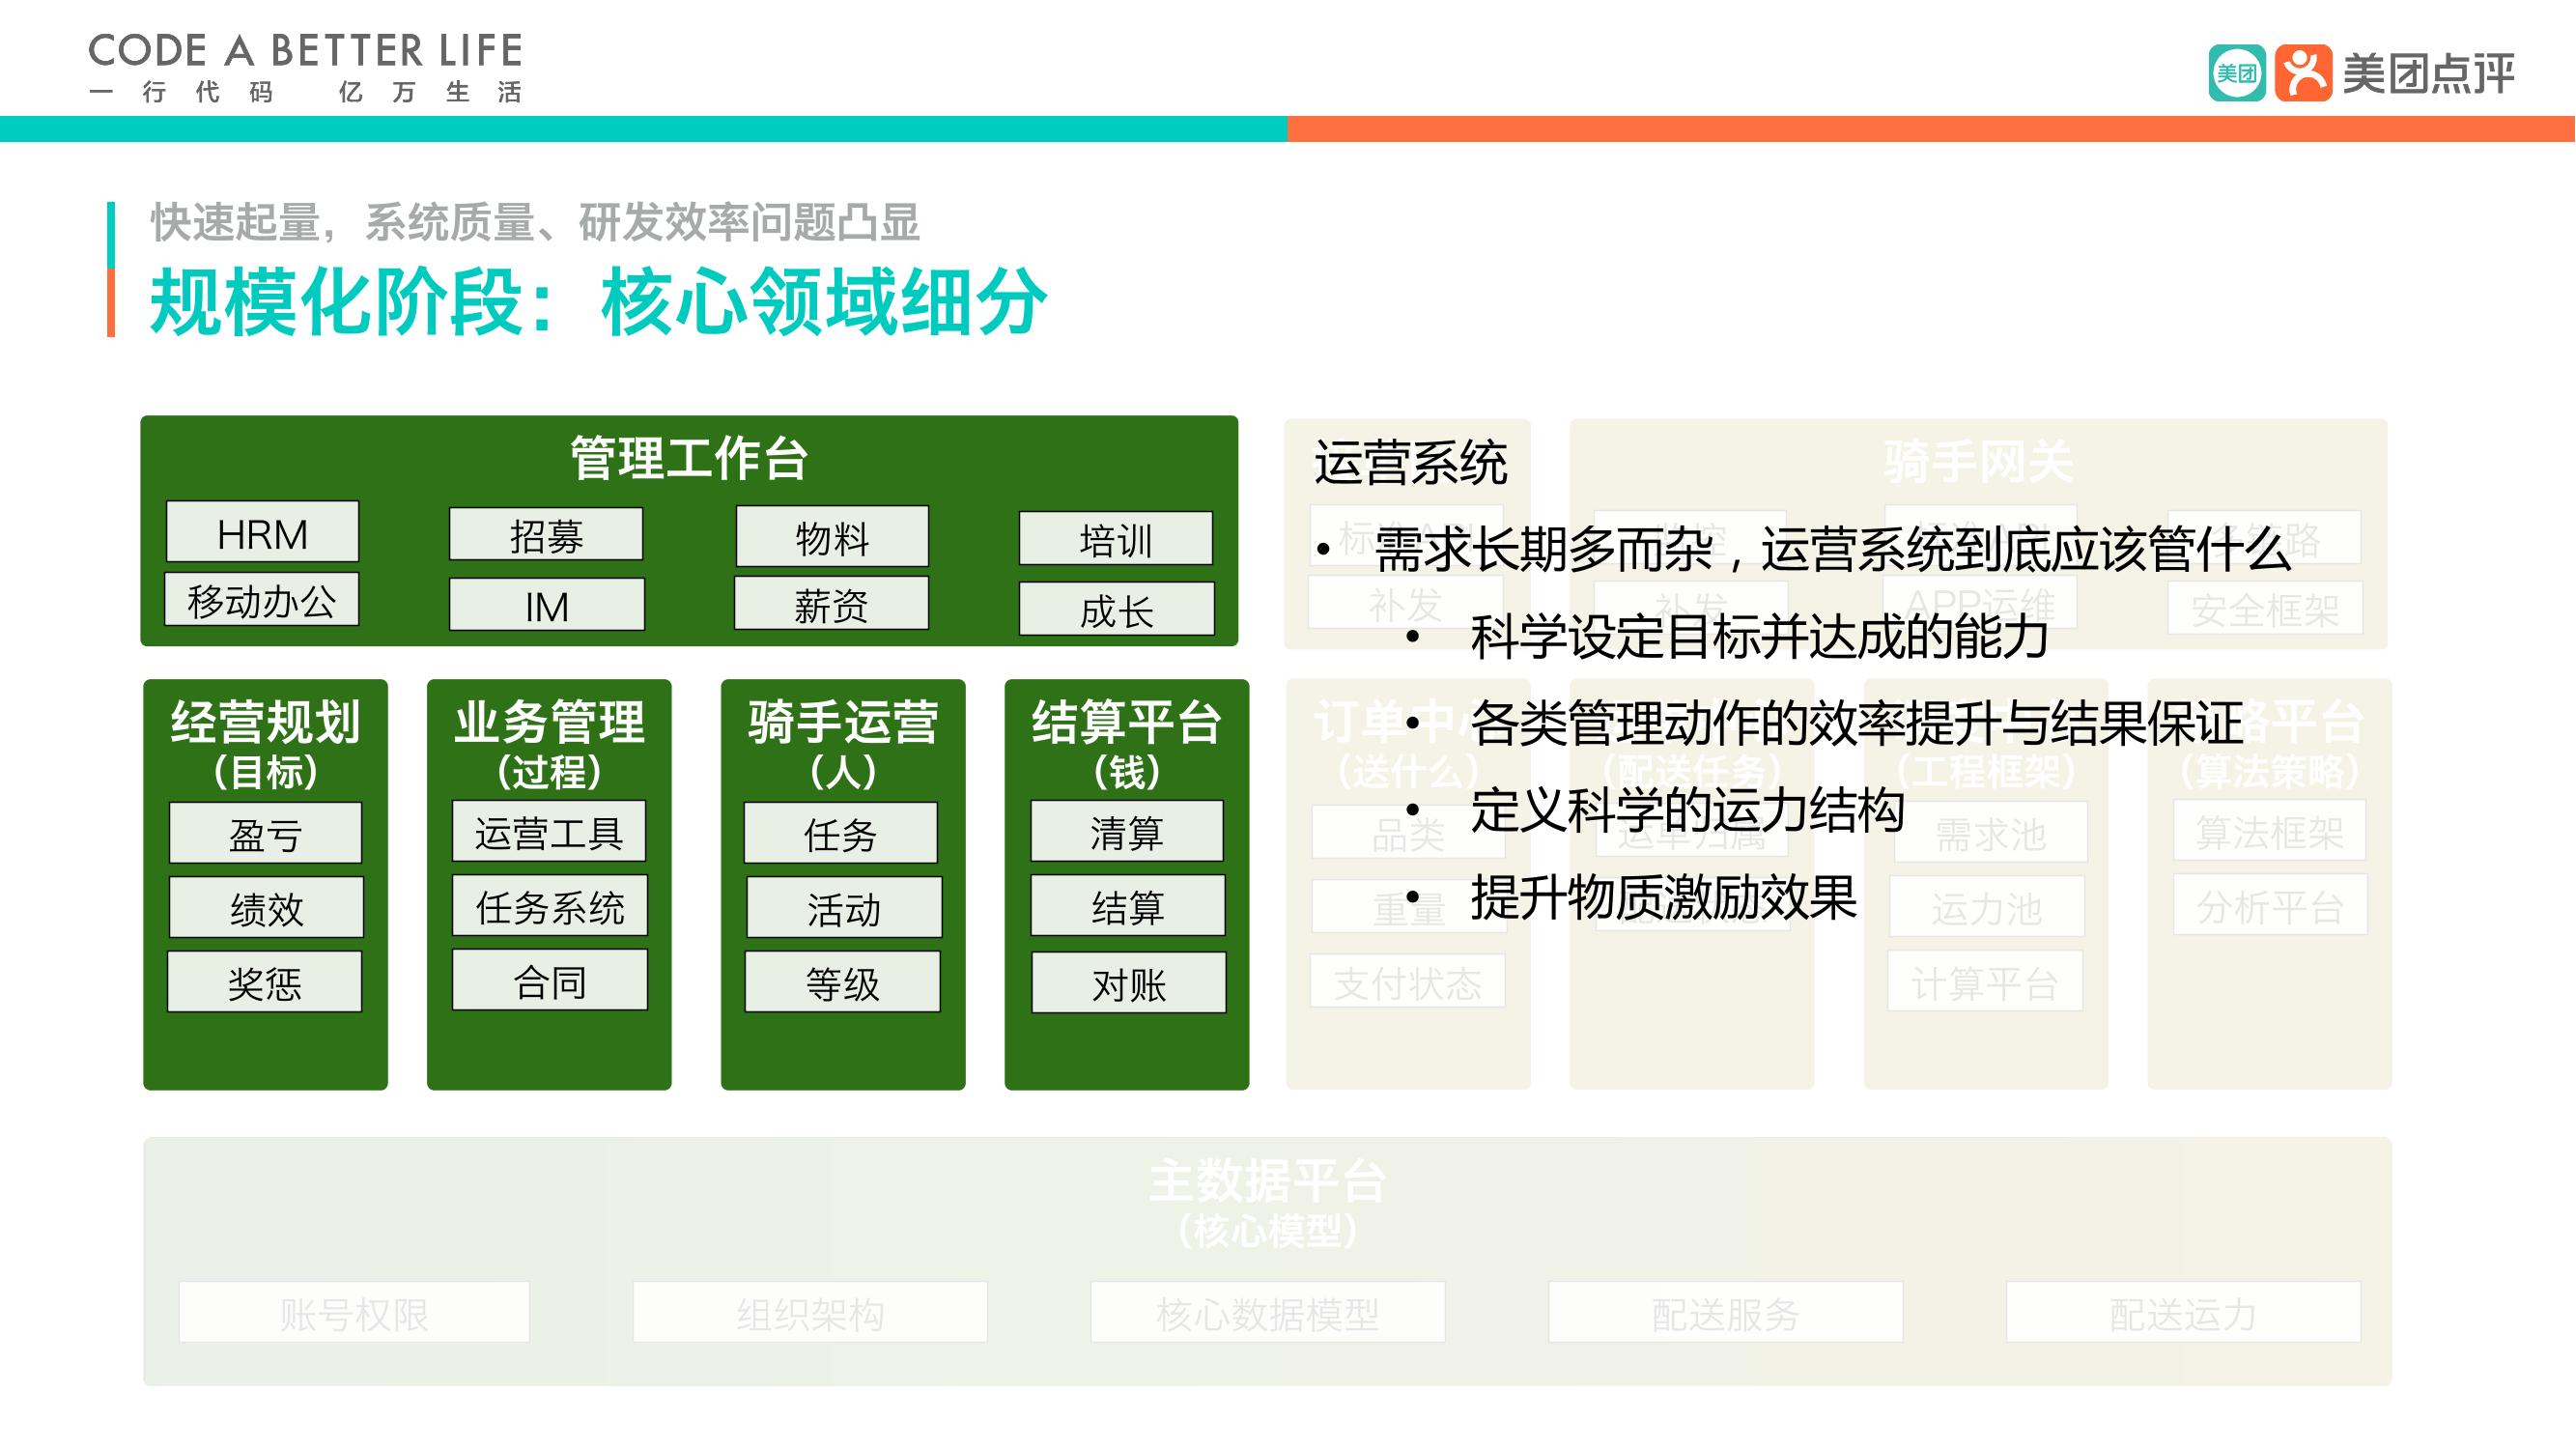 CODE A BETTER LIFE
一行代码 亿万生活
美团
美团点评
快速起量，系统质量、研发效率问题凸显
规模化阶段：核心领域细分
管理工作台
HRM
招募
物料
培训
移动办公
IM
薪资
成长
经营规划
（目标）
盈亏
绩效
奖惩
业务管理
（过程）
运营工具
任务系统
合同
骑手运营
（人）
任务
活动
等级
结算平台
（钱）
清算
结算
对账
运营系统
• 需求长期多而杂，运营系统到底应该管什么
• 科学设定目标并达成的能力
• 各类管理动作的效率提升与结果保证
• 定义科学的运力结构
• 提升物质激励效果
补发
骑手网关
补发
APP运维
安全框架
订单中心
（送什么）
品类
重量
支付状态
（配送任务）
运单归属
（工程框架）
需求池
运力池
计算平台
平台
（算法策略）
算法框架
分析平台
主数据平台
（核心模型）
账号权限
组织架构
核心数据模型
配送服务
配送运力